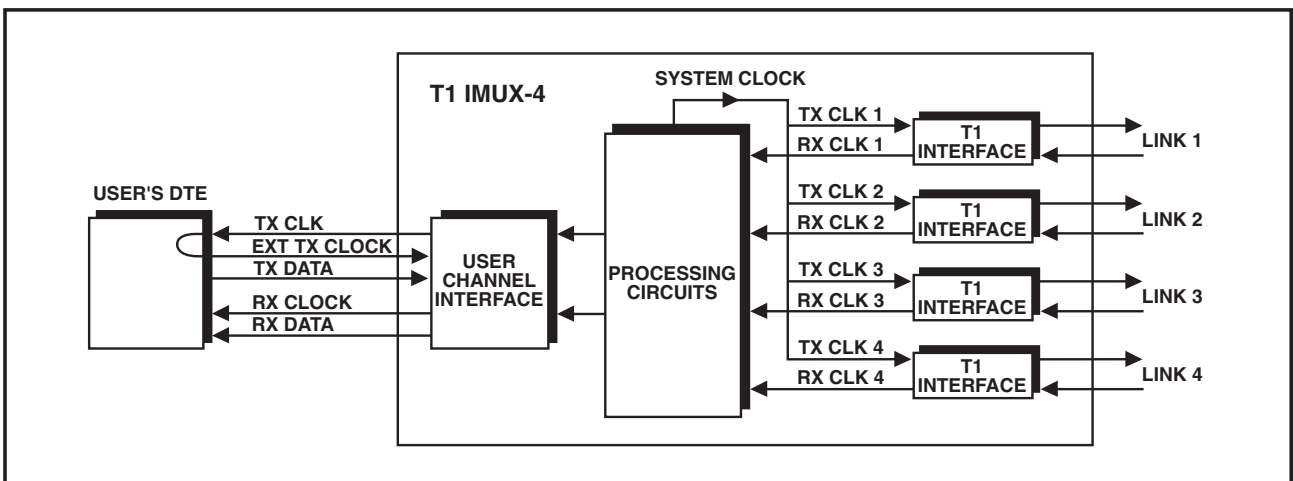 T1 IMUX-4
SYSTEM CLOCK
USER'S DTE
TX CLK
EXT TX CLOCK
TX DATA
RX CLOCK
RX DATA
USER
CHANNEL
INTERFACE
PROCESSING
CIRCUITS
TX CLK 1
RX CLK 1
T1
INTERFACE
LINK 1
TX CLK 2
RX CLK 2
T1
INTERFACE
LINK 2
TX CLK 3
RX CLK 3
T1
INTERFACE
LINK 3
TX CLK 4
RX CLK 4
T1
INTERFACE
LINK 4